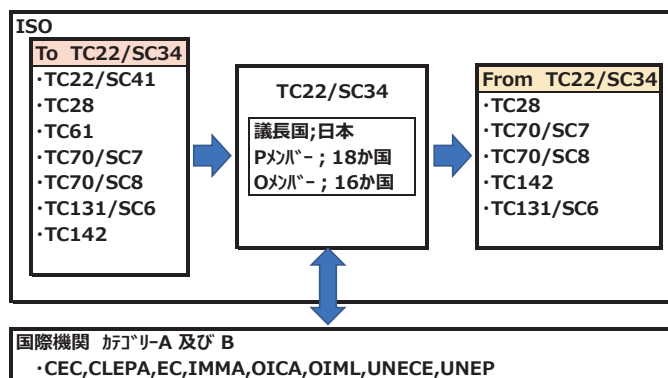 ISO
To TC22/SC34
・TC22/SC41
・TC28
・TC61
・TC70/SC7
・TC70/SC8
・TC131/SC6
・TC142
TC22/SC34
議長国;日本
Pﾒﾝﾊﾞｰ ; 18か国
Oﾒﾝﾊﾞｰ ; 16か国
From TC22/SC34
・TC28
・TC70/SC7
・TC70/SC8
・TC142
・TC131/SC6
国際機関 ｶﾃｺﾞﾘｰA 及び B
・CEC,CLEPA,EC,IMMA,OICA,OIML,UNECE,UNEP